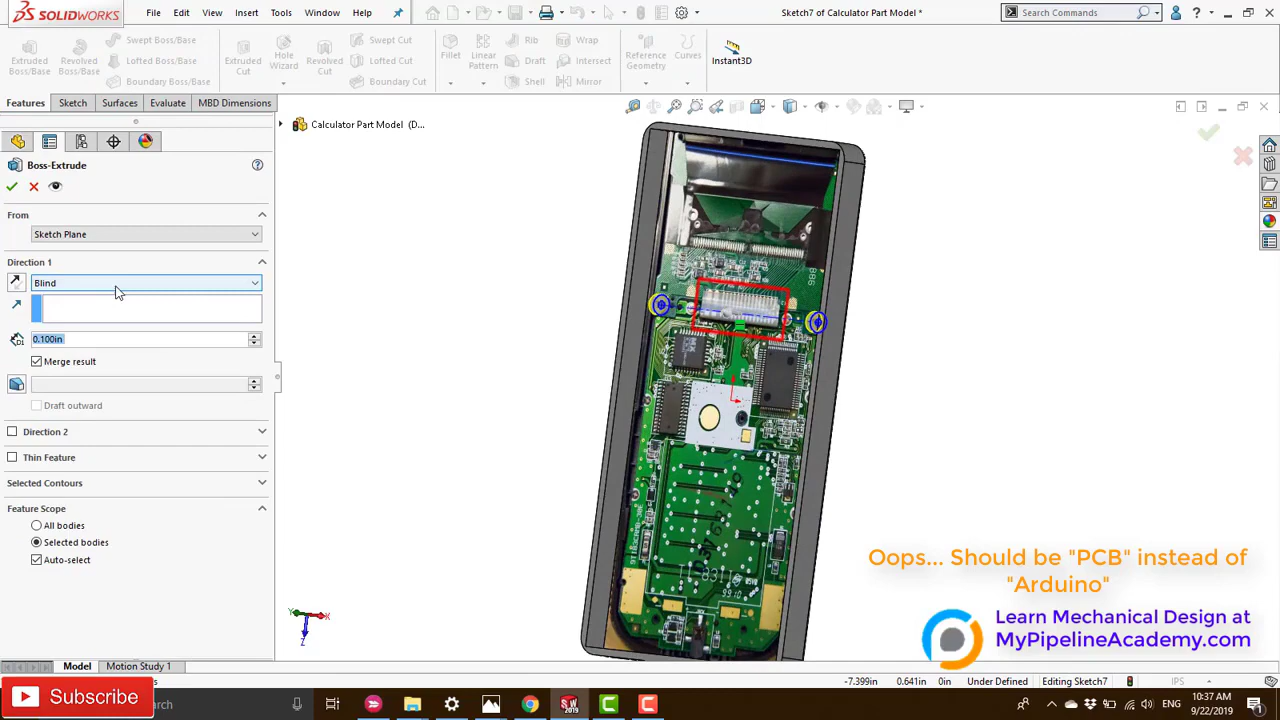 SOLIDWORKS
File Edit View Insert Tools Window Help
Sketch7 of Calculator Part Model *
Search Commands
Extruded Boss/Base
Revolved Boss/Base
Swept Boss/Base
Lofted Boss/Base
Boundary Boss/Base
Extruded Cut
Hole Wizard
Revolved Cut
Swept Cut
Lofted Cut
Boundary Cut
Fillet
Linear Pattern
Rib
Draft
Shell
Wrap
Intersect
Mirror
Reference Geometry
Curves
Instant3D
Features Sketch Surfaces Evaluate MBD Dimensions
Calculator Part Model (D...
Boss-Extrude
From
Sketch Plane
Direction 1
Blind
0.100in
Merge result
Draft outward
Direction 2
Thin Feature
Selected Contours
Feature Scope
All bodies
Selected bodies
Auto-select
Oops... Should be "PCB" instead of
"Arduino"
Learn Mechanical Design at
MyPipelineAcademy.com
Model Motion Study 1
-7.399in 0.641in 0in Under Defined Editing Sketch7 IPS
Subscribe
search
ENG
10:37 AM
9/22/2019